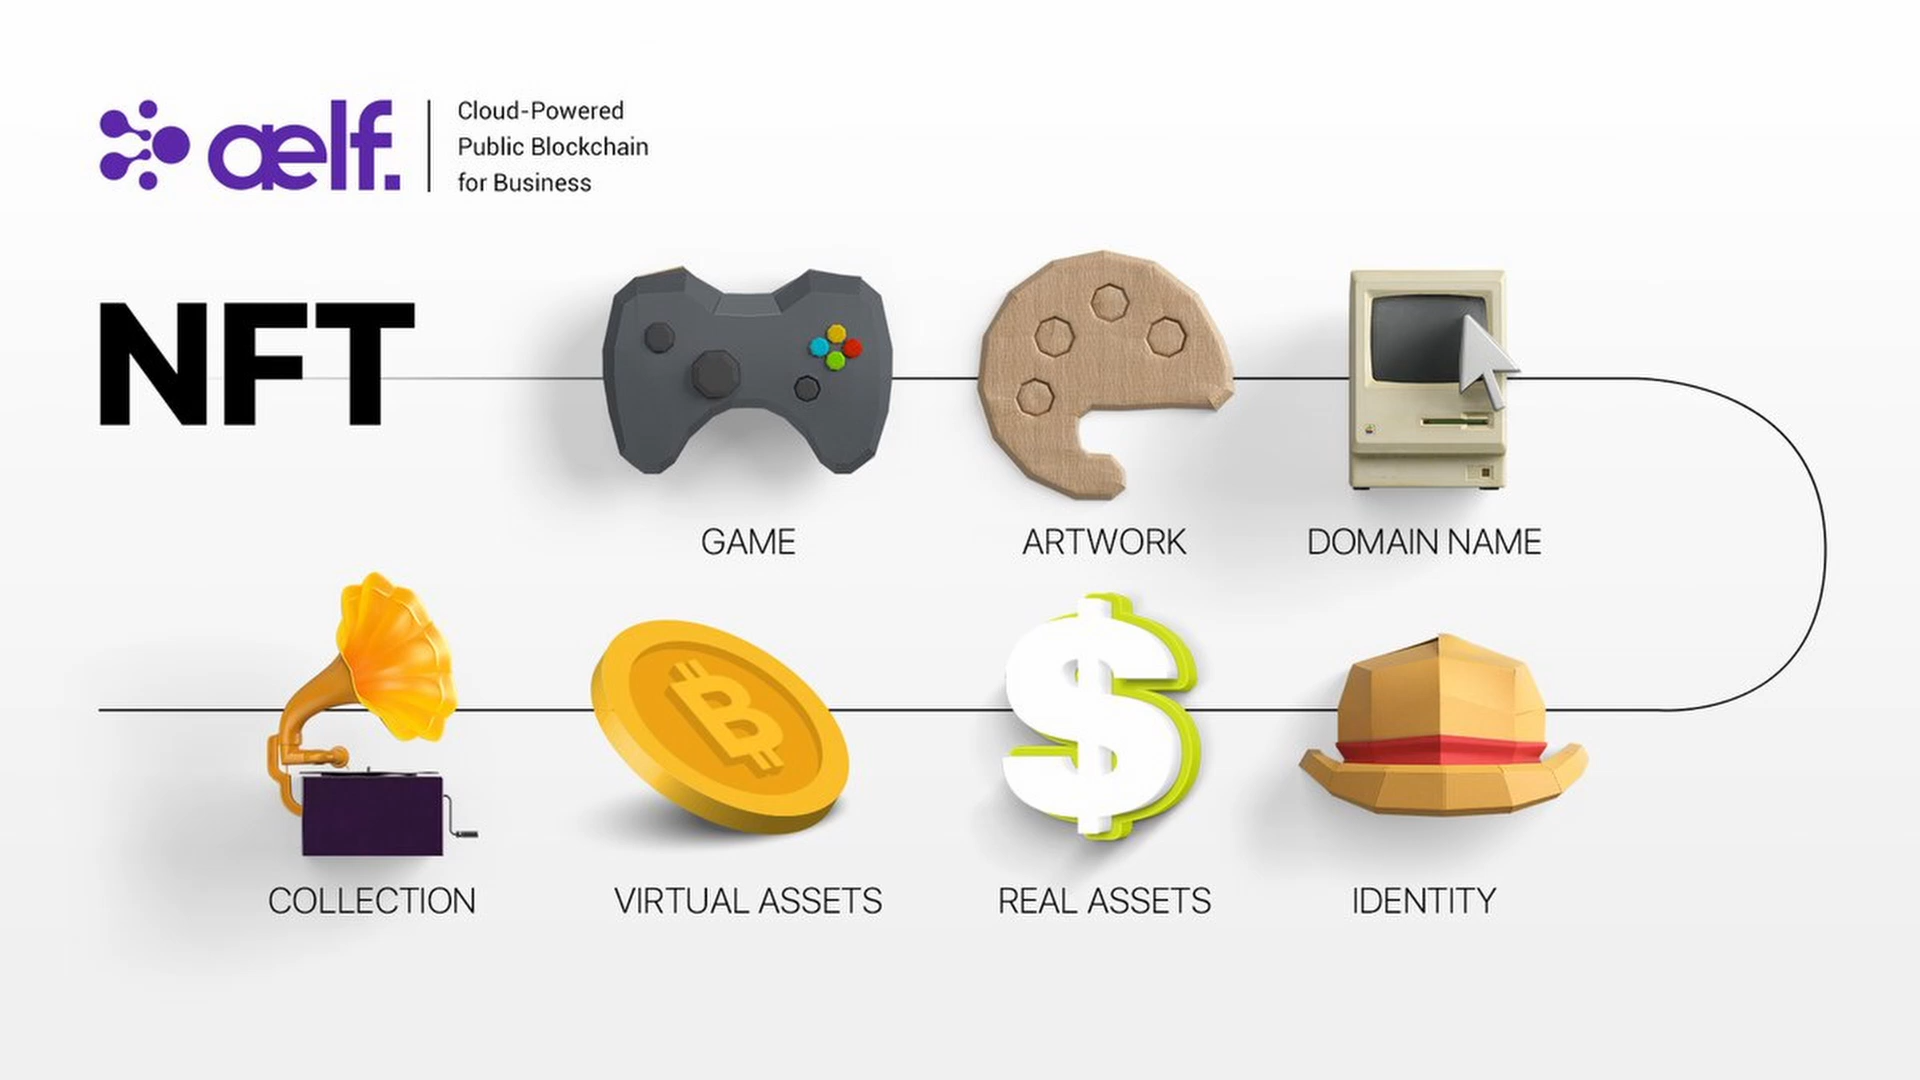 aelf.
Cloud-Powered
Public Blockchain
for Business
NFT
GAME
ARTWORK
DOMAIN NAME
COLLECTION
VIRTUAL ASSETS
REAL ASSETS
IDENTITY